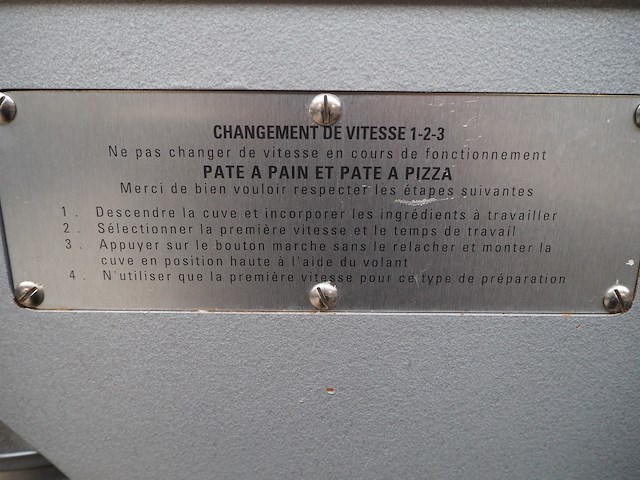 CHANGEMENT DE VITESSE 1-2-3
Ne pas changer de vitesse en cours de fonctionnement
PATE A PAIN ET PATE A PIZZA
Merci de bien vouloir respecter les étapes suivantes
1. Descendre la cuve et incorporer les ingrédients à travailler
2. Sélectionner la première vitesse et le temps de travail
3. Appuyer sur le bouton marche sans le relacher et monter la
cuve en position haute à l'aide du volant
4. N'utiliser que la première vitesse pour ce type de préparation